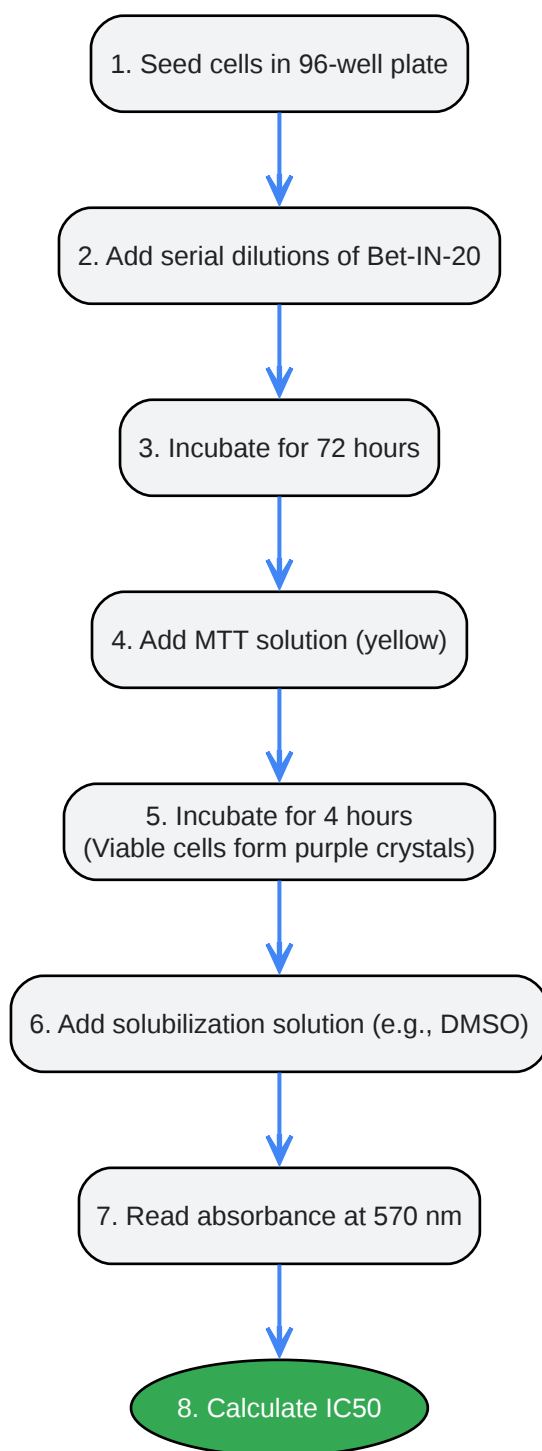 1. Seed cells in 96-well plate
2. Add serial dilutions of Bet-IN-20
3. Incubate for 72 hours
4. Add MTT solution (yellow)
5. Incubate for 4 hours
(Viable cells form purple crystals)
6. Add solubilization solution (e.g., DMSO)
7. Read absorbance at 570 nm
8. Calculate IC50